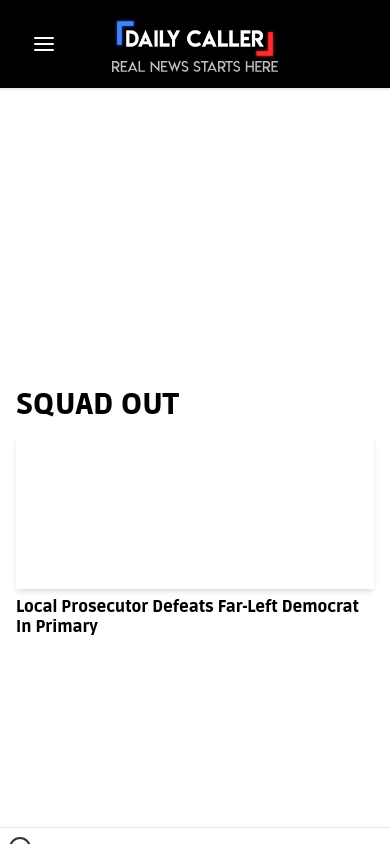 DAILY CALLER
REAL NEWS STARTS HERE
SQUAD OUT
Local Prosecutor Defeats Far-Left Democrat
In Primary